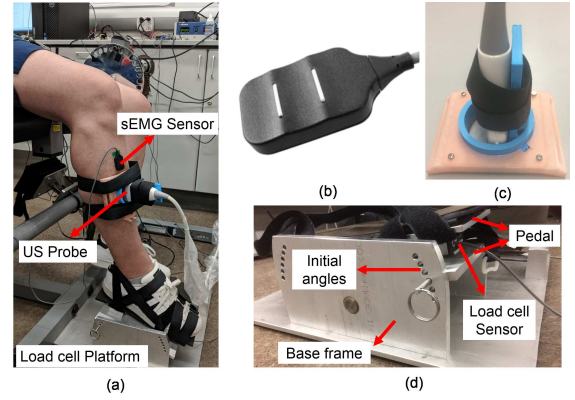 sEMG Sensor
US Probe
Load cell Platform
(a)
(b)
(c)
Initial
angles
Pedal
Load cell
Sensor
Base frame
(d)